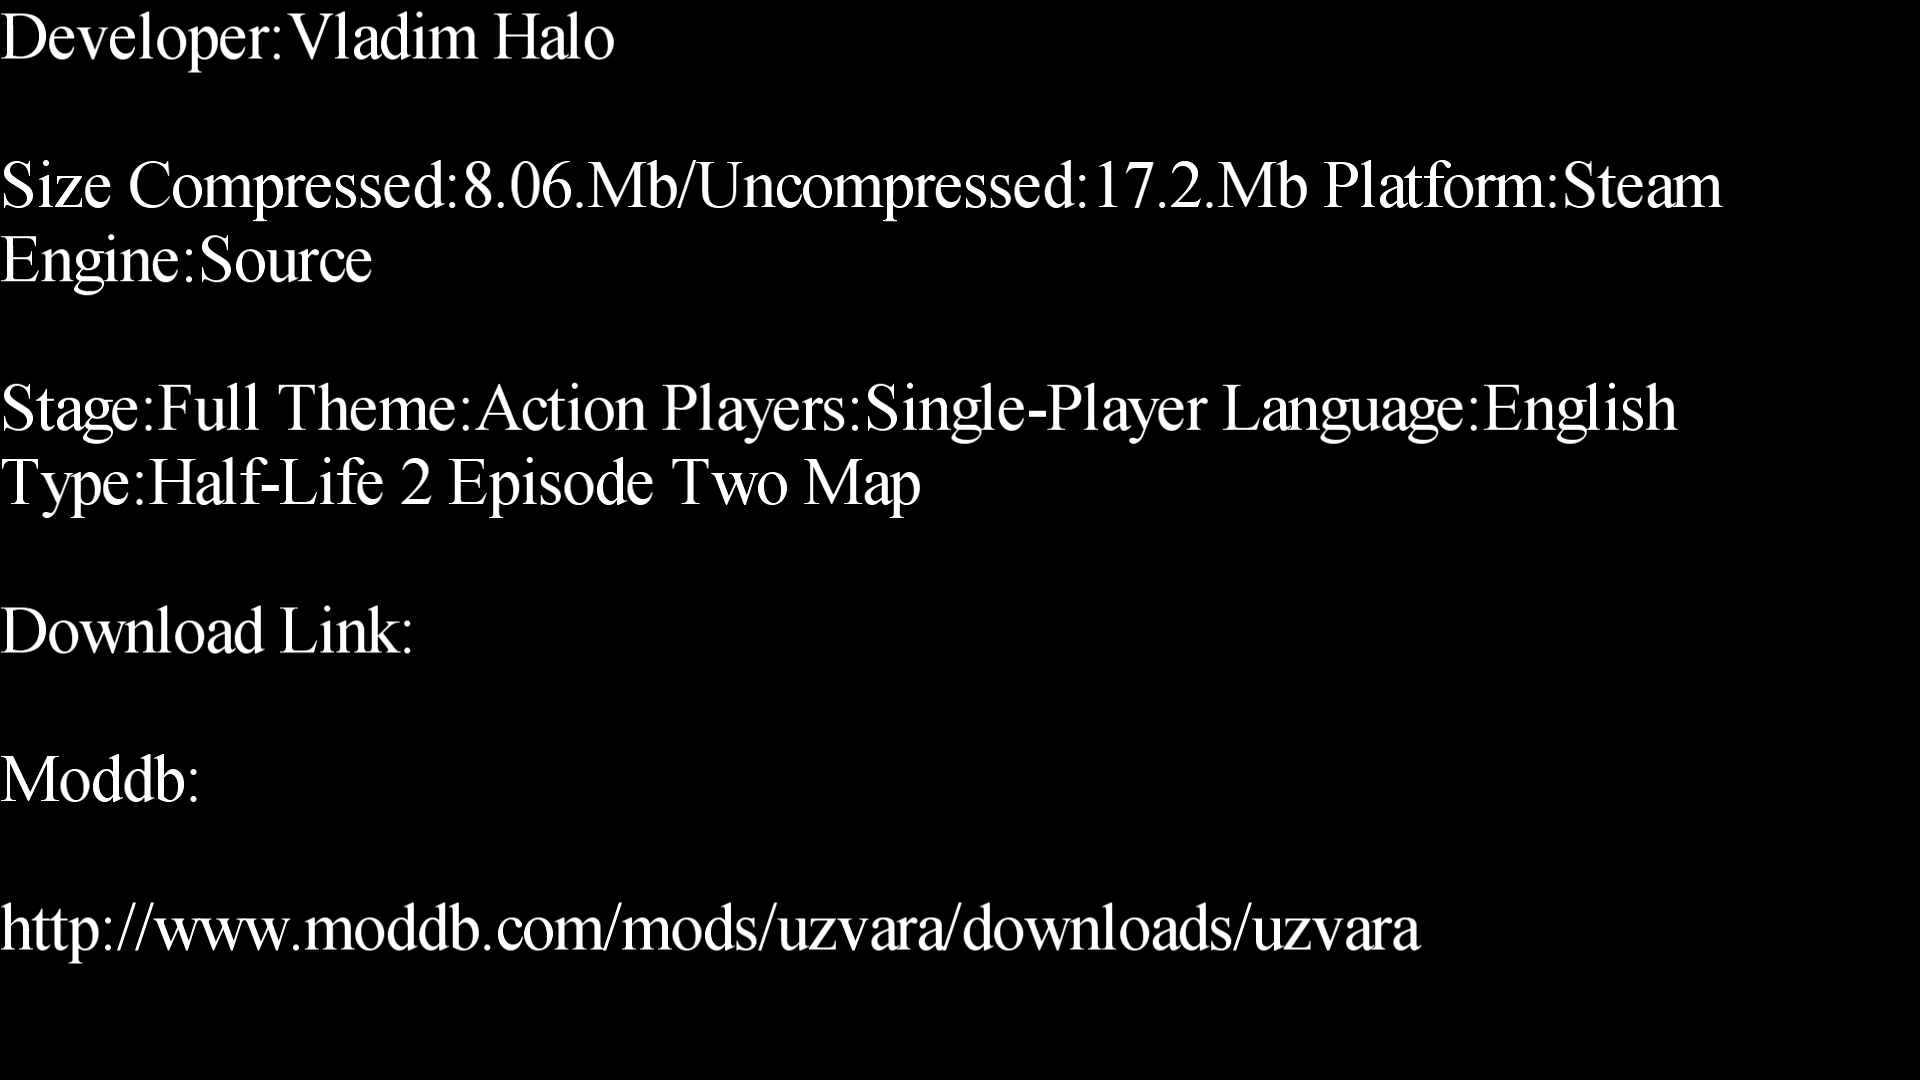 Developer:Vladim Halo
Size Compressed:8.06.Mb/Uncompressed:17.2.Mb Platform:Steam
Engine:Source
Stage:Full Theme:Action Players:Single-Player Language:English
Type:Half-Life 2 Episode Two Map
Download Link:
Moddb:
http://www.moddb.com/mods/uzvara/downloads/uzvara